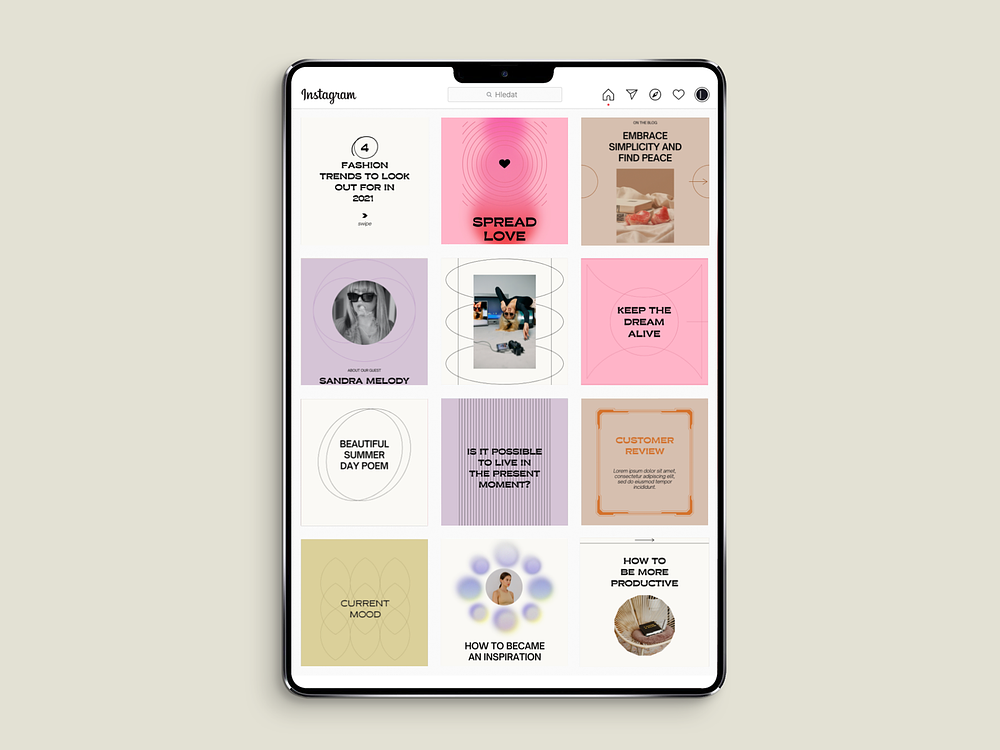 Instagram
Hledat
4
FASHION
TRENDS TO LOOK
OUT FOR IN
2021
swipe
SPREAD
LOVE
ON THE BLOG
EMBRACE
SIMPLICITY AND
FIND PEACE
ABOUT OUR GUEST
SANDRA MELODY
KEEP THE
DREAM
ALIVE
BEAUTIFUL
SUMMER
DAY POEM
IS IT POSSIBLE
TO LIVE IN
THE PRESENT
MOMENT?
CUSTOMER
REVIEW
Lorem ipsum dolor sit amet,
consectetur adipiscing elit,
sed do eiusmod tempor
incididunt.
CURRENT
MOOD
HOW TO BECAME
AN INSPIRATION
HOW TO
BE MORE
PRODUCTIVE